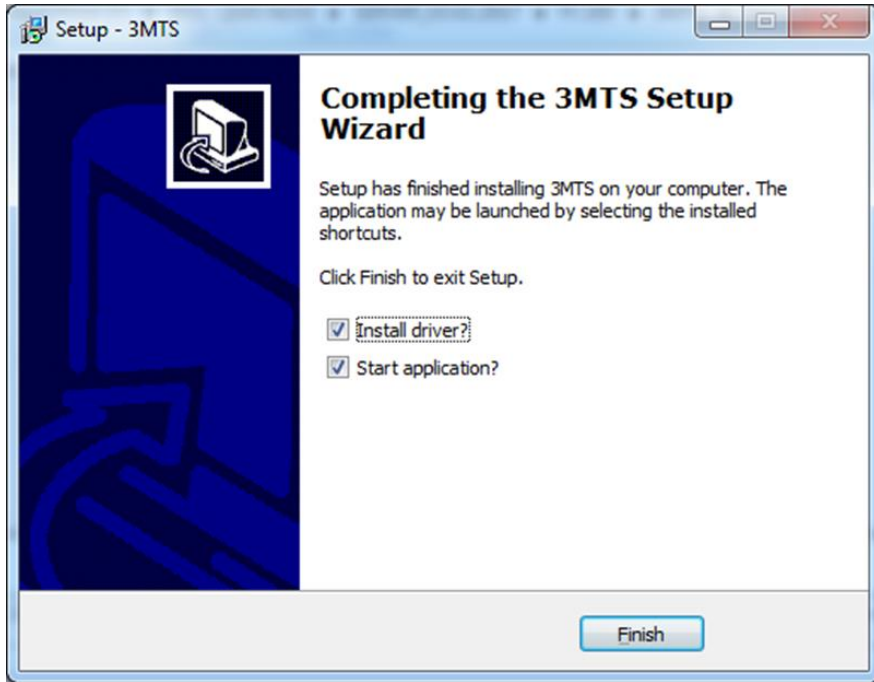 Setup - 3MTS
Completing the 3MTS Setup
Wizard
Setup has finished installing 3MTS on your computer. The
application may be launched by selecting the installed
shortcuts.
Click Finish to exit Setup.
Install driver?
Start application?
Finish